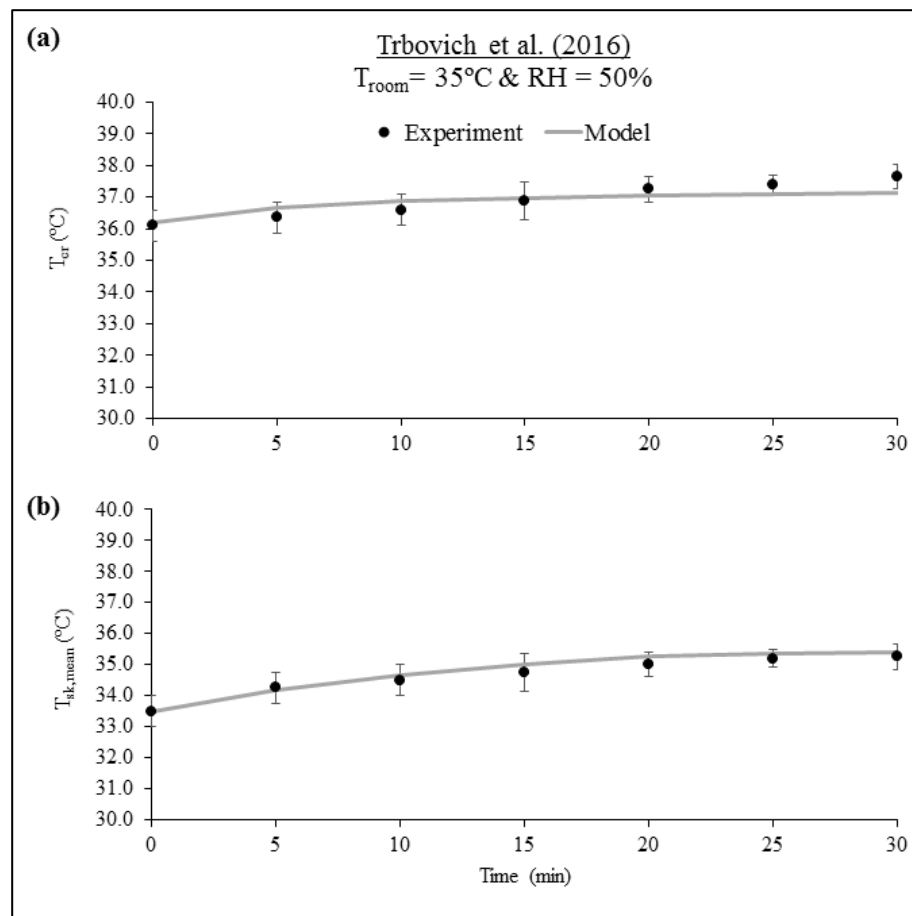 (a)
Trbovich et al. (2016)
Troom= 35°C & RH = 50%
Experiment Model
40.0
39.0
38.0
37.0
36.0
35.0
34.0
33.0
32.0
31.0
30.0
Tcr (°C)
0 5 10 15 20 25 30
(b)
40.0
39.0
38.0
37.0
36.0
35.0
34.0
33.0
32.0
31.0
30.0
Tsk,mean (°C)
0 5 10 15 20 25 30
Time (min)